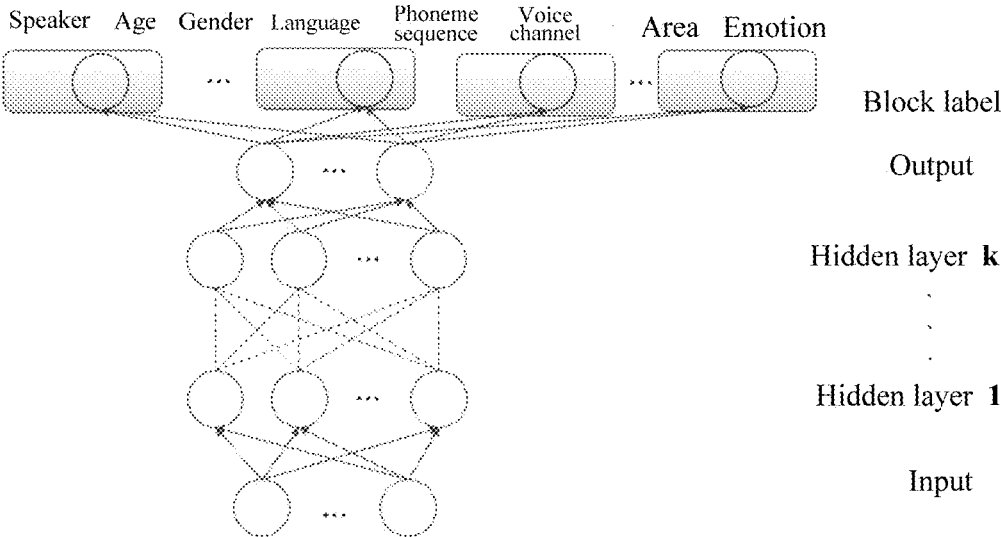 Speaker Age Gender Language Phoneme sequence Voice channel Area Emotion
...
...
Block label
Output
...
Hidden layer k
...
Hidden layer 1
...
Input
...